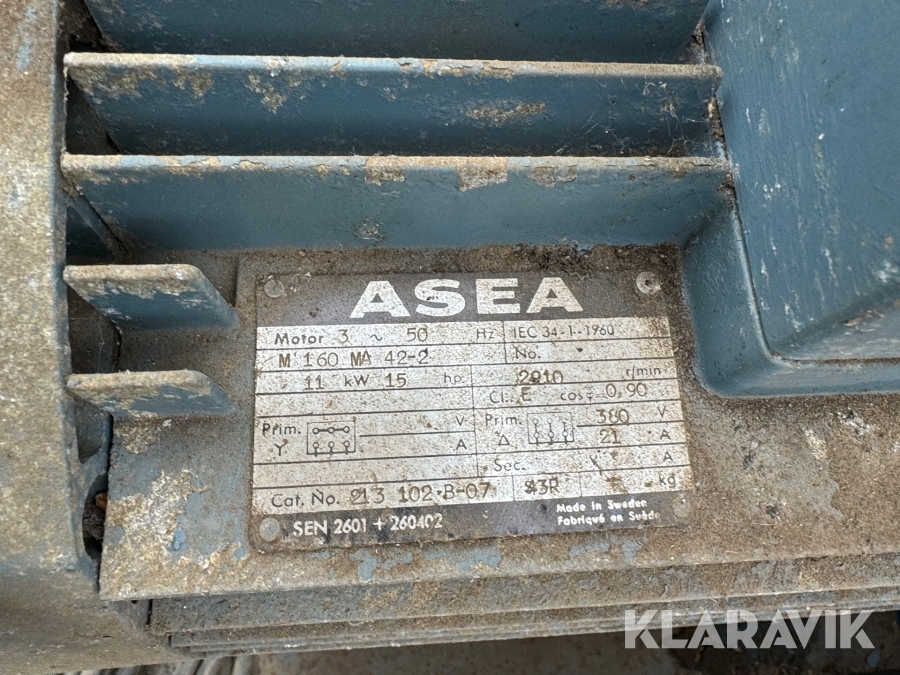 ASEA
Motor 3 ~ 50 Hz IEC 34-1-1960
M 160 MA 42-2 No.
11 kW 15 hp 2910 r/min
Cl. E cosφ 0,90
Prim. V Prim. 380 V
Y A Δ 21 A
Sec. V A
Cat. No. 213 102-B-07 kg
SEN 2601 + 260402
Made in Sweden
Fabriqué en Suède
KLARAVIK